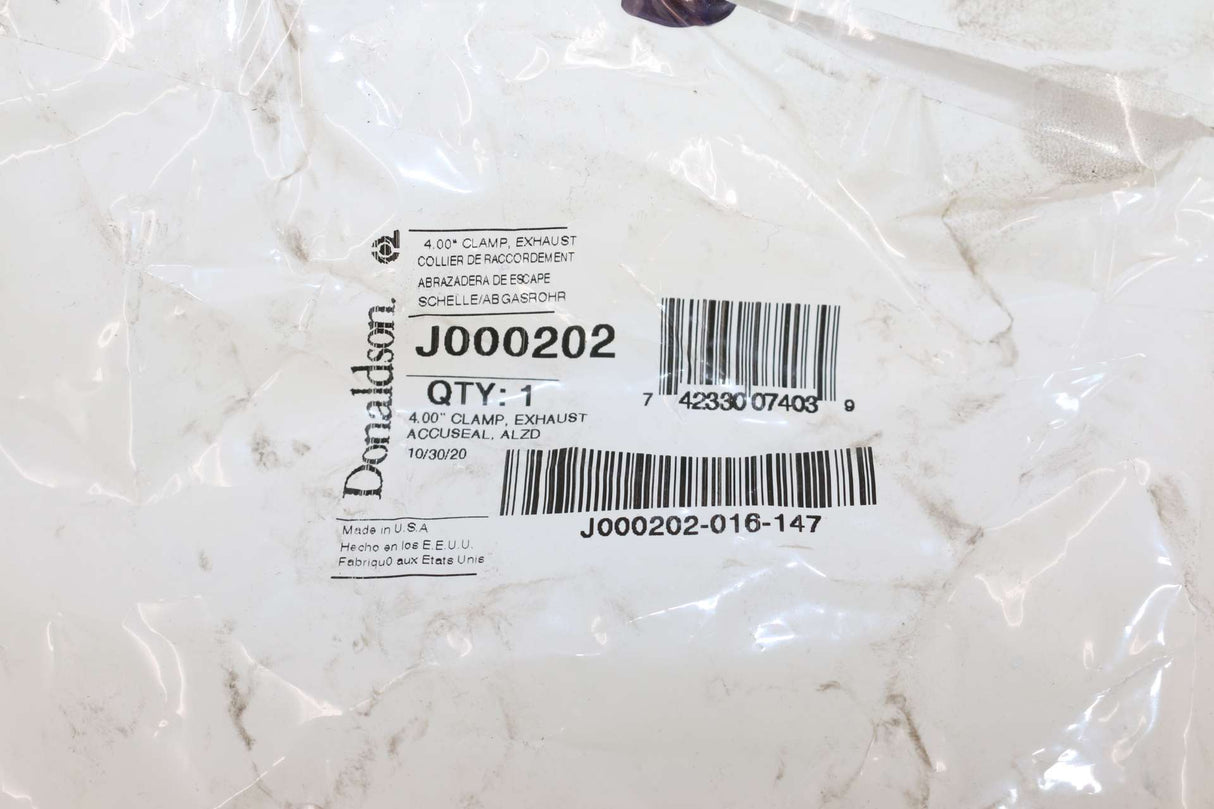 Donaldson.
4.00" CLAMP, EXHAUST
COLLIER DE RACCORDEMENT
ABRAZADERA DE ESCAPE
SCHELLE/ABGASROHR
J000202
QTY: 1
4.00" CLAMP, EXHAUST
ACCUSEAL, ALZD
10/30/20
7 42330 07403 9
J000202-016-147
Made in U.S.A
Hecho en los E.E.U.U.
Fabriqu0 aux Etats Unis